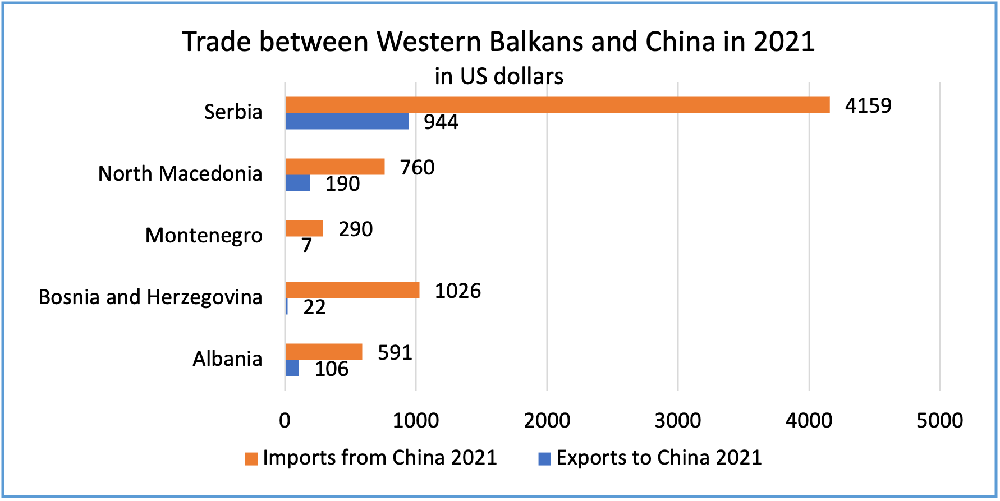 Trade between Western Balkans and China in 2021
in US dollars
Serbia
4159
944
North Macedonia
760
190
Montenegro
290
7
Bosnia and Herzegovina
1026
22
Albania
591
106
0 1000 2000 3000 4000 5000
Imports from China 2021 Exports to China 2021